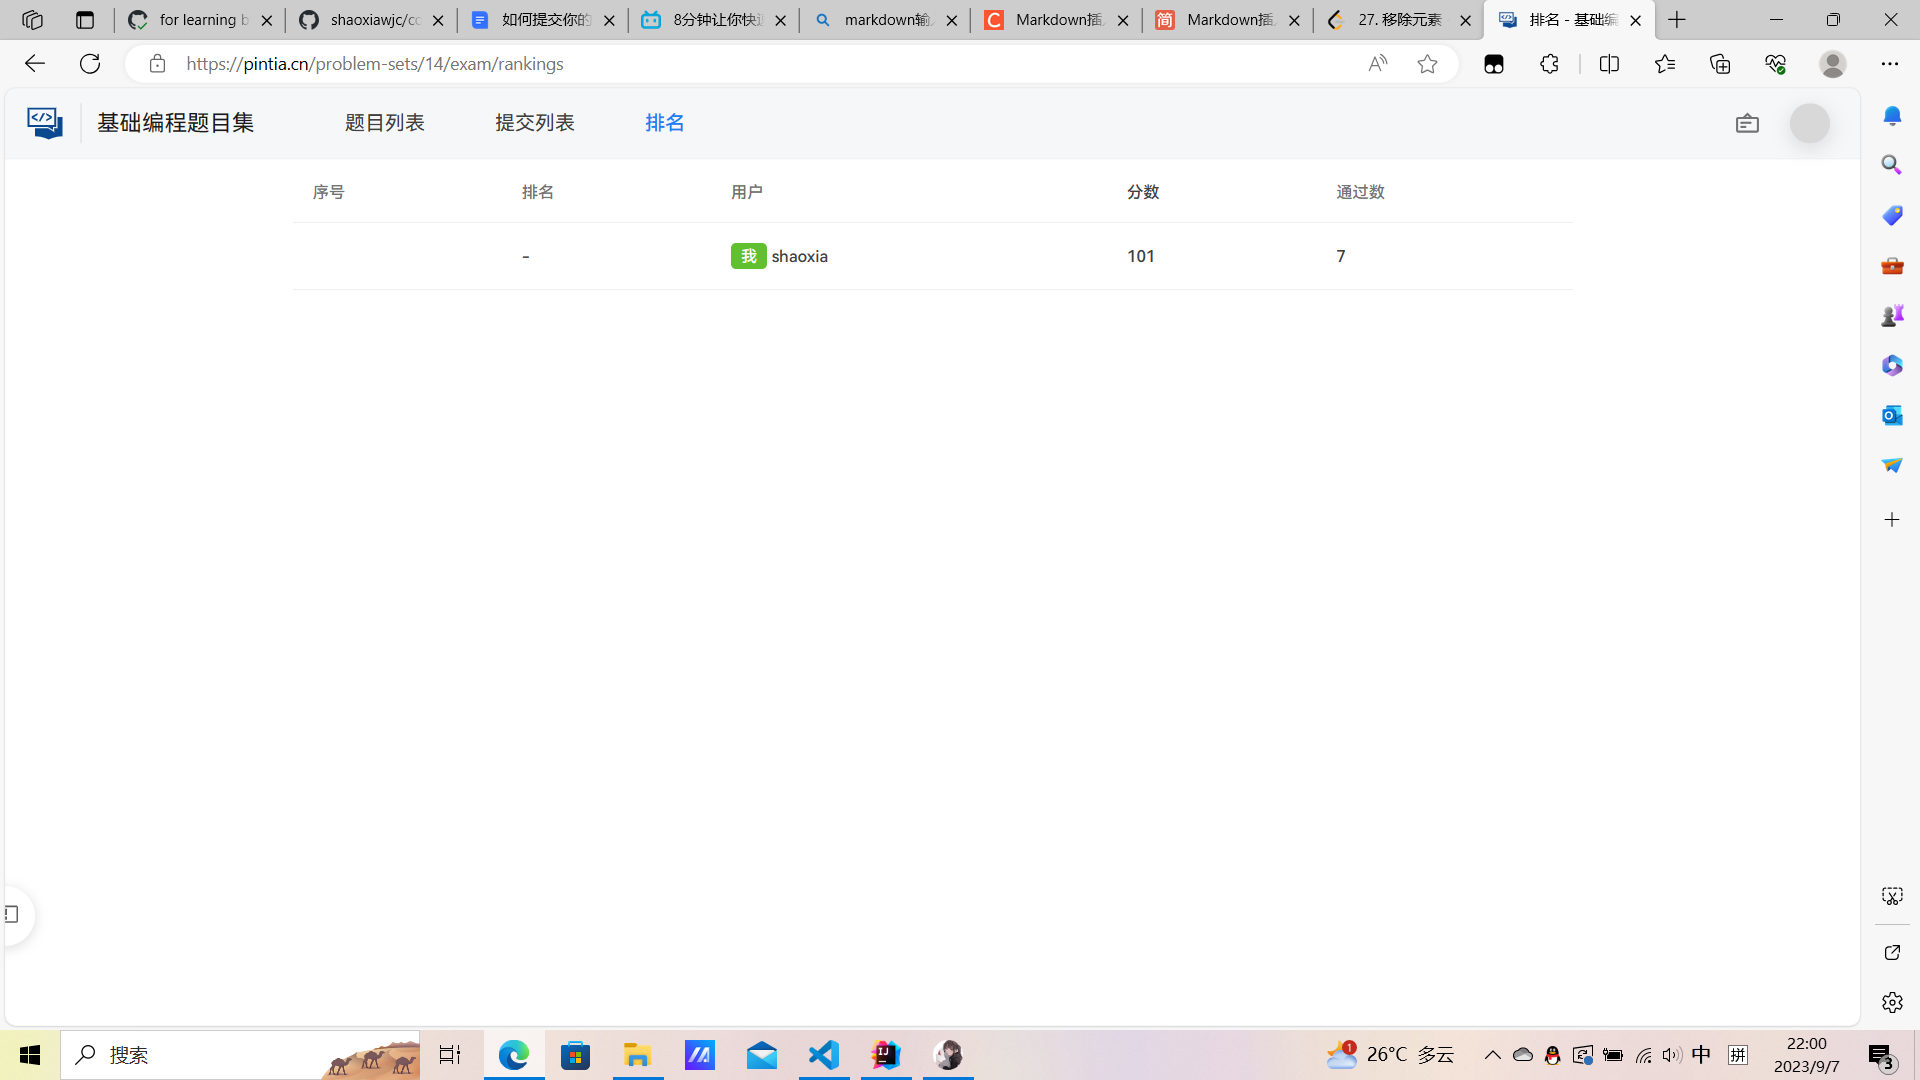 for learning b
shaoxiawjc/co
如何提交你的
8分钟让你快速
markdown输
Markdown插
Markdown插
27. 移除元素
排名 - 基础编
https://pintia.cn/problem-sets/14/exam/rankings
基础编程题目集 题目列表 提交列表 排名
序号 排名 用户 分数 通过数
- 我 shaoxia 101 7
搜索
1
26°C 多云
中
拼
22:00
2023/9/7
3